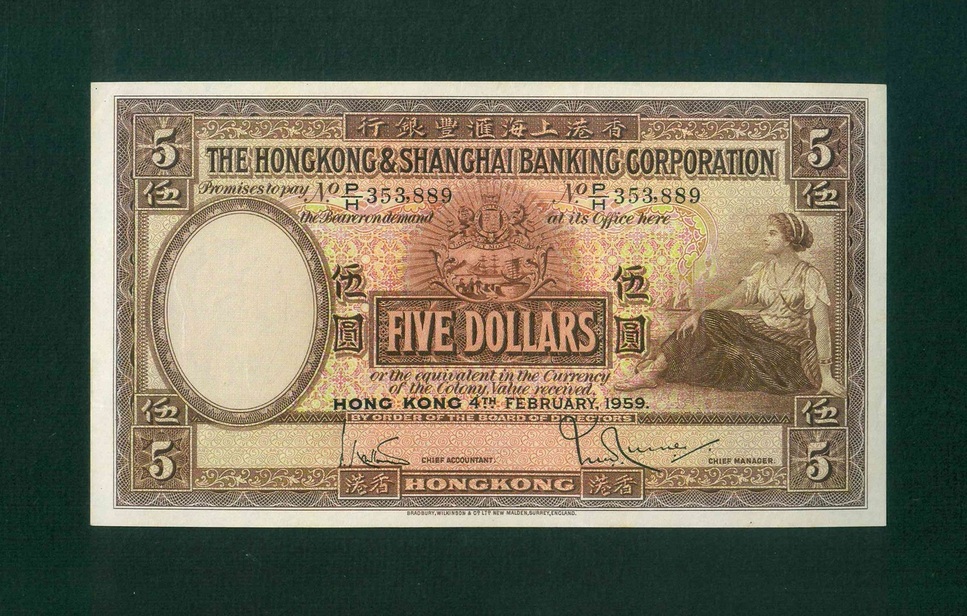 行銀豐滙海上港香
5 5
THE HONGKONG & SHANGHAI BANKING CORPORATION
伍 伍
Promises to pay No. P/H 353,889 No. P/H 353,889
the Bearer on demand at its Office here
伍 伍
圓 FIVE DOLLARS 圓
or the equivalent in the Currency
of the Colony, Value received.
HONG KONG 4TH FEBRUARY, 1959.
伍 伍
BY ORDER OF THE BOARD OF DIRECTORS
5 5
CHIEF ACCOUNTANT. CHIEF MANAGER.
港香 HONGKONG 港香
BRADBURY, WILKINSON & Co. LTD. NEW MALDEN, SURREY, ENGLAND.